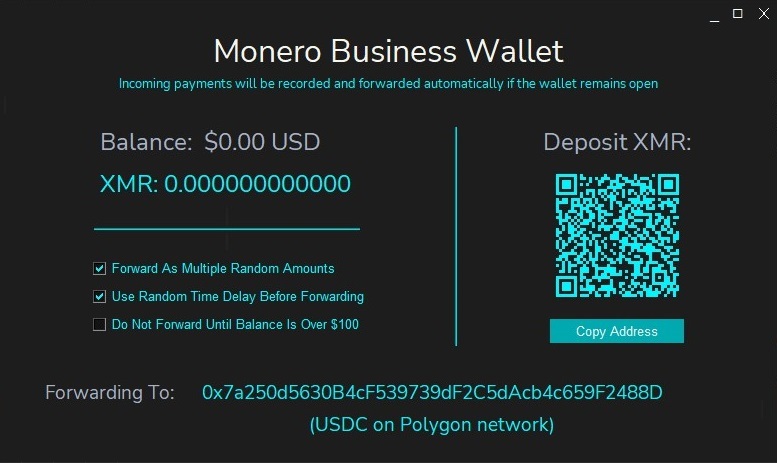 Monero Business Wallet
Incoming payments will be recorded and forwarded automatically if the wallet remains open
Balance: $0.00 USD
XMR: 0.000000000000
Forward As Multiple Random Amounts
Use Random Time Delay Before Forwarding
Do Not Forward Until Balance Is Over $100
Deposit XMR:
Copy Address
Forwarding To: 0x7a250d5630B4cF539739dF2C5dAcb4c659F2488D
(USDC on Polygon network)